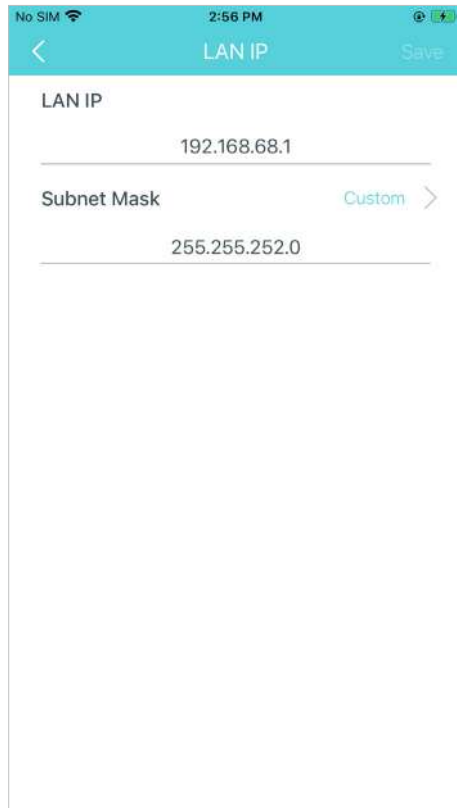 No SIM 2:56 PM
LAN IP Save
LAN IP
192.168.68.1
Subnet Mask Custom
255.255.252.0